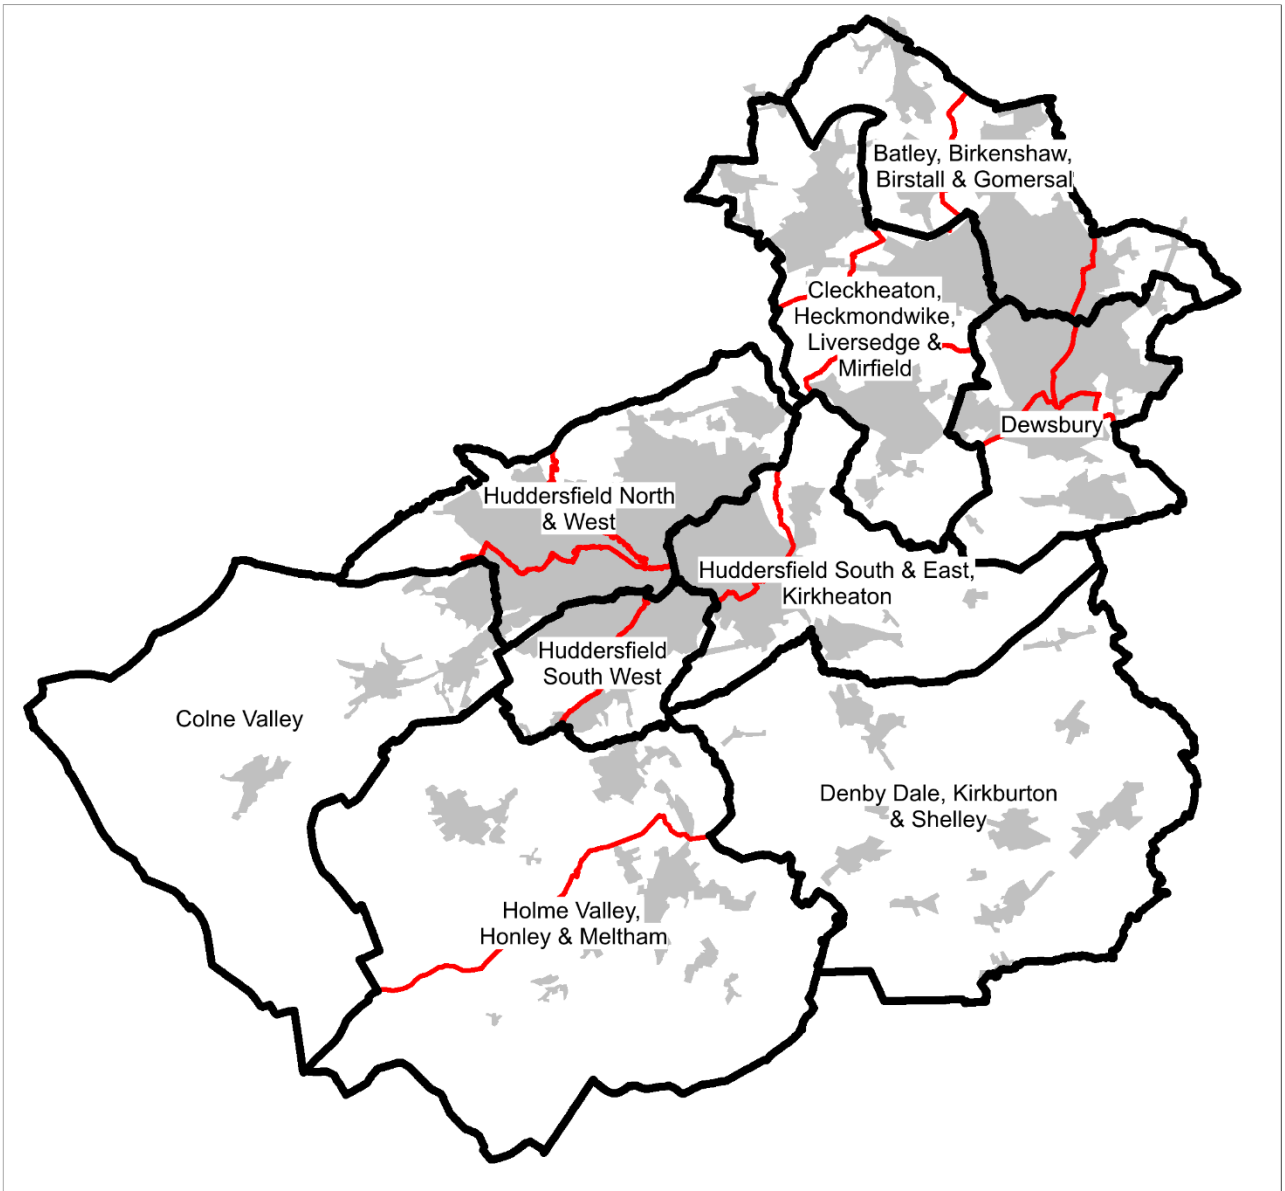 Batley, Birkenshaw,
Birstall & Gomersal
Cleckheaton,
Heckmondwike,
Liversedge &
Mirfield
Dewsbury
Huddersfield North
& West
Huddersfield South & East,
Kirkheaton
Huddersfield
South West
Colne Valley
Denby Dale, Kirkburton
& Shelley
Holme Valley,
Honley & Meltham